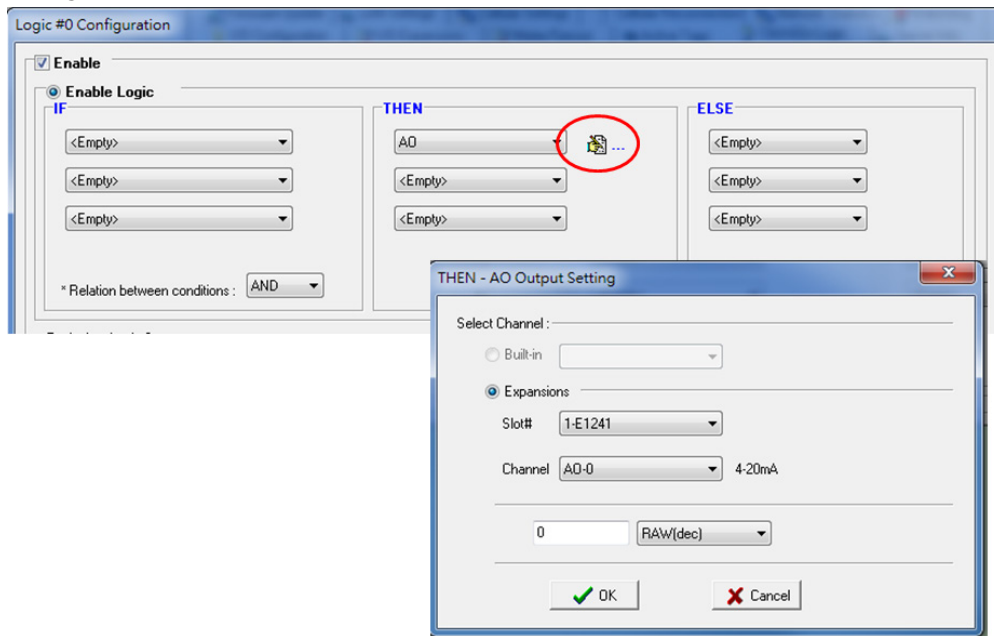 Logic #0 Configuration
Enable
Enable Logic
IF THEN ELSE
<Empty> AO ... <Empty>
<Empty> <Empty> <Empty>
<Empty> <Empty> <Empty>
* Relation between conditions : AND
THEN - AO Output Setting
Select Channel :
Built-in
Expansions
Slot# 1-E1241
Channel AO-0 4-20mA
0 RAW(dec)
OK Cancel